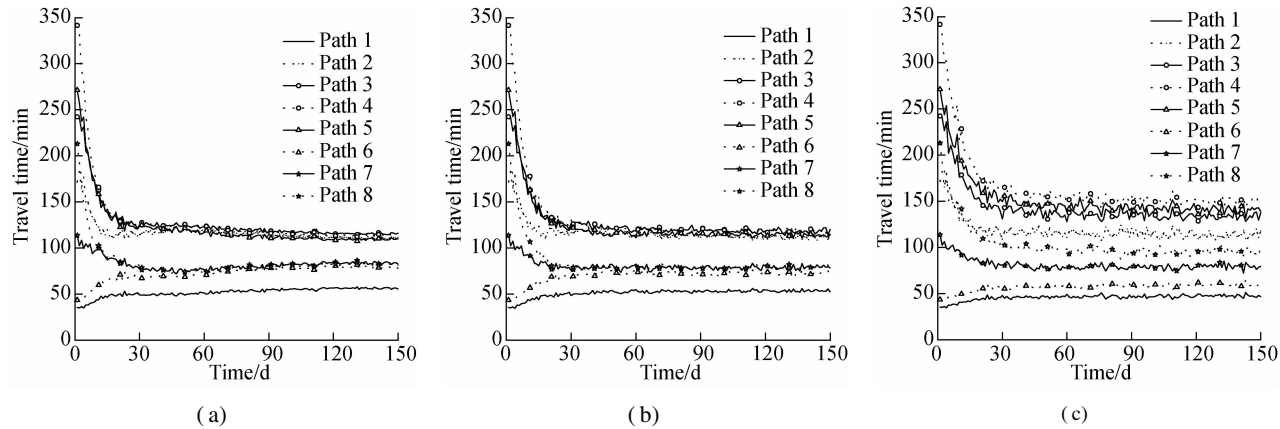 350
300
250
200
150
100
50
0
Travel time/min
0 30 60 90 120 150
Time/d
Path 1
Path 2
Path 3
Path 4
Path 5
Path 6
Path 7
Path 8
(a)
350
300
250
200
150
100
50
0
Travel time/min
0 30 60 90 120 150
Time/d
Path 1
Path 2
Path 3
Path 4
Path 5
Path 6
Path 7
Path 8
(b)
350
300
250
200
150
100
50
0
Travel time/min
0 30 60 90 120 150
Time/d
Path 1
Path 2
Path 3
Path 4
Path 5
Path 6
Path 7
Path 8
(c)